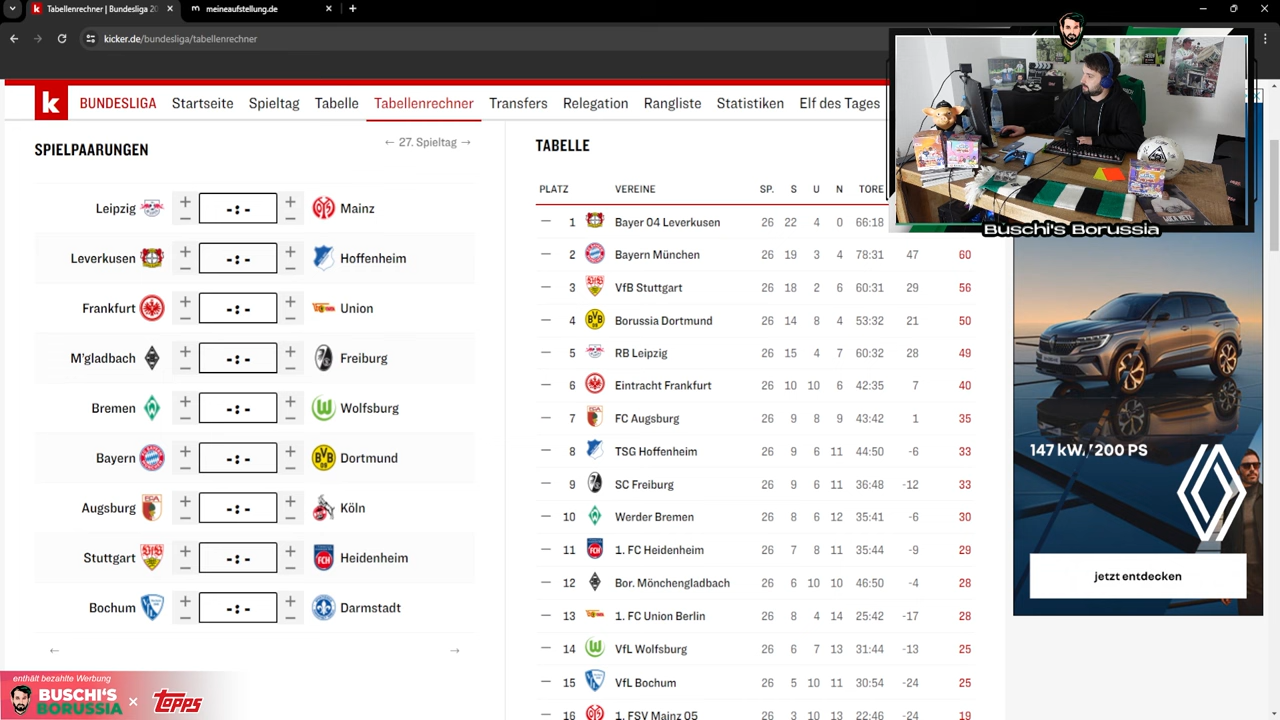 Tabellenrechner | Bundesliga 20
meineaufstellung.de
kicker.de/bundesliga/tabellenrechner
k BUNDESLIGA Startseite Spieltag Tabelle Tabellenrechner Transfers Relegation Rangliste Statistiken Elf des Tages
SPIELPAARUNGEN
← 27. Spieltag →
Leipzig -:- Mainz
Leverkusen -:- Hoffenheim
Frankfurt -:- Union
M'gladbach -:- Freiburg
Bremen -:- Wolfsburg
Bayern -:- Dortmund
Augsburg -:- Köln
Stuttgart -:- Heidenheim
Bochum -:- Darmstadt
← →
TABELLE
PLATZ VEREINE SP. S U N TORE
1 Bayer 04 Leverkusen 26 22 4 0 66:18
2 Bayern München 26 19 3 4 78:31 47 60
3 VfB Stuttgart 26 18 2 6 60:31 29 56
4 Borussia Dortmund 26 14 8 4 53:32 21 50
5 RB Leipzig 26 15 4 7 60:32 28 49
6 Eintracht Frankfurt 26 10 10 6 42:35 7 40
7 FC Augsburg 26 9 8 9 43:42 1 35
8 TSG Hoffenheim 26 9 6 11 44:50 -6 33
9 SC Freiburg 26 9 6 11 36:48 -12 33
10 Werder Bremen 26 8 6 12 35:41 -6 30
11 1. FC Heidenheim 26 7 8 11 35:44 -9 29
12 Bor. Mönchengladbach 26 6 10 10 46:50 -4 28
13 1. FC Union Berlin 26 8 4 14 25:42 -17 28
14 VfL Wolfsburg 26 6 7 13 31:44 -13 25
15 VfL Bochum 26 5 10 11 30:54 -24 25
16 1. FSV Mainz 05 26 3 10 13 22:46 -24 19
Buschi's Borussia
147 kW / 200 PS
jetzt entdecken
enthält bezahlte Werbung
BUSCHI'S
BORUSSIA
×
topps